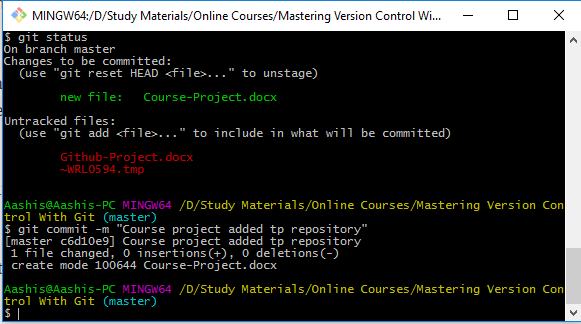 MINGW64:/D/Study Materials/Online Courses/Mastering Version Control Wi...
$ git status
On branch master
Changes to be committed:
  (use "git reset HEAD <file>..." to unstage)
        new file:   Course-Project.docx
Untracked files:
  (use "git add <file>..." to include in what will be committed)
        Github-Project.docx
        ~WRL0594.tmp
Aashis@Aashis-PC MINGW64 /D/Study Materials/Online Courses/Mastering Version Con
trol With Git (master)
$ git commit -m "Course project added tp repository"
[master c6d10e9] Course project added tp repository
 1 file changed, 0 insertions(+), 0 deletions(-)
 create mode 100644 Course-Project.docx
Aashis@Aashis-PC MINGW64 /D/Study Materials/Online Courses/Mastering Version Con
trol With Git (master)
$